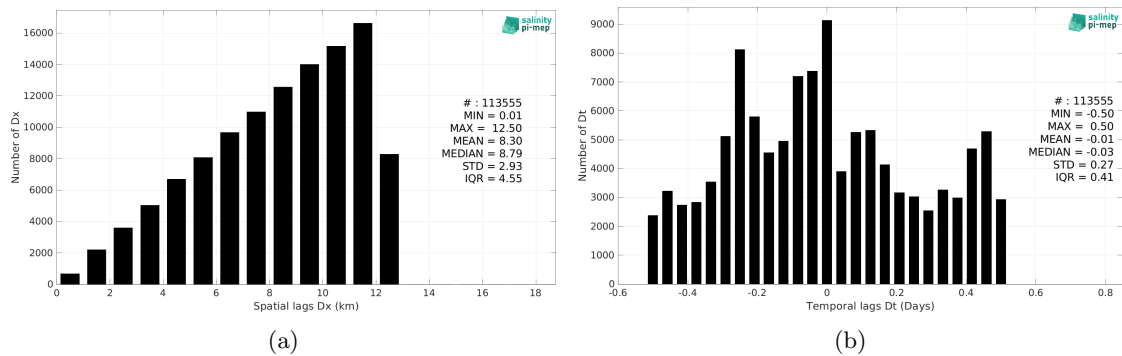 salinity
pi-mep
16000
14000
12000
10000
8000
6000
4000
2000
0
Number of Dx
# : 113555
MIN = 0.01
MAX = 12.50
MEAN = 8.30
MEDIAN = 8.79
STD = 2.93
IQR = 4.55
0 2 4 6 8 10 12 14 16 18
Spatial lags Dx (km)
(a)
salinity
pi-mep
9000
8000
7000
6000
5000
4000
3000
2000
1000
0
Number of Dt
# : 113555
MIN = -0.50
MAX = 0.50
MEAN = -0.01
MEDIAN = -0.03
STD = 0.27
IQR = 0.41
-0.6 -0.4 -0.2 0 0.2 0.4 0.6 0.8
Temporal lags Dt (Days)
(b)